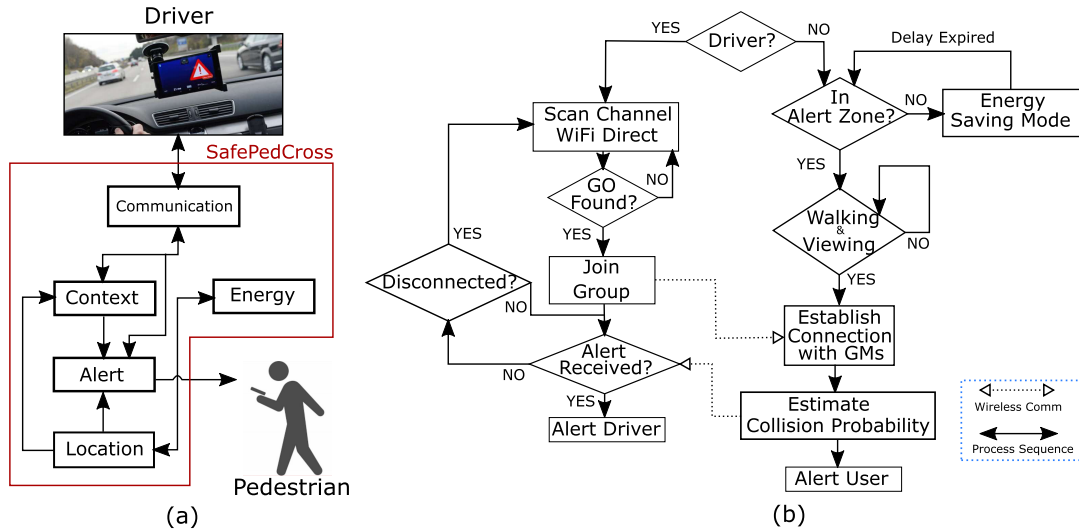 Driver
SafePedCross
Communication
Context
Energy
Alert
Location
Pedestrian
(a)
YES
Driver?
NO
Delay Expired
Scan Channel
WiFi Direct
In
Alert Zone?
NO
Energy
Saving Mode
GO
Found?
NO
YES
YES
Walking
&
Viewing
NO
YES
YES
Disconnected?
NO
Join
Group
YES
Establish
Connection
with GMs
Alert
Received?
NO
YES
Alert Driver
Estimate
Collision Probability
Alert User
Wireless Comm
Process Sequence
(b)